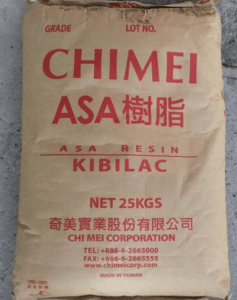 GRADE LOT NO.
CHIMEI
ASA樹脂
ASA RESIN
KIBILAC
NET 25KGS
奇美實業股份有限公司
CHI MEI CORPORATION
TEL:+886-6-2663000
FAX:+886-6-2665555
www.chimeicorp.com
MADE IN TAIWAN